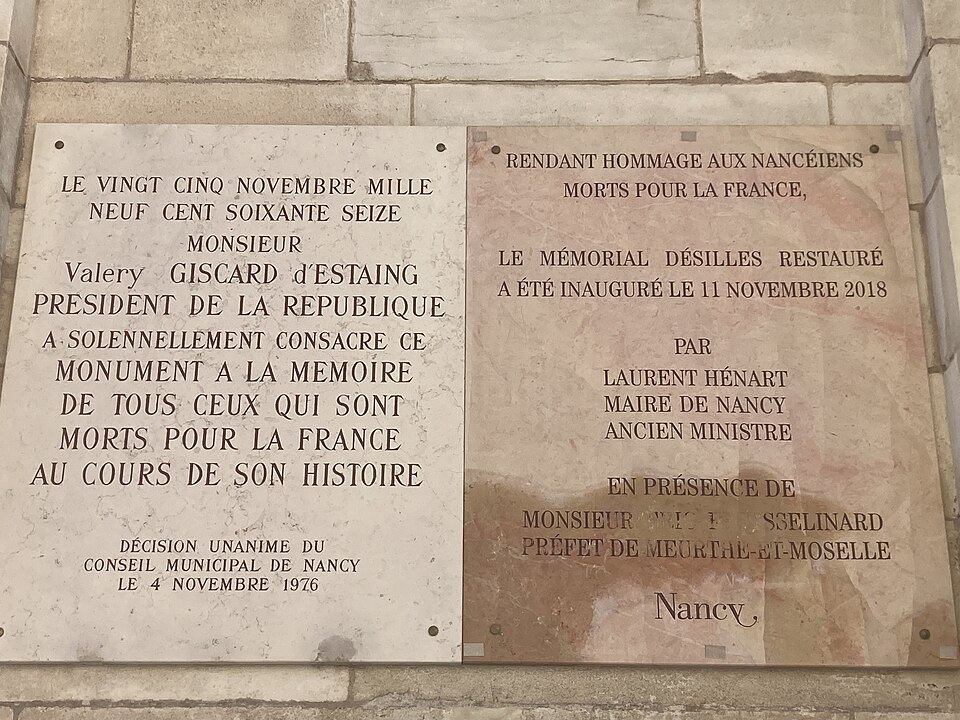 LE VINGT CINQ NOVEMBRE MILLE
NEUF CENT SOIXANTE SEIZE
MONSIEUR
Valery GISCARD d'ESTAING
PRESIDENT DE LA REPUBLIQUE
A SOLENNELLEMENT CONSACRE CE
MONUMENT A LA MEMOIRE
DE TOUS CEUX QUI SONT
MORTS POUR LA FRANCE
AU COURS DE SON HISTOIRE
DÉCISION UNANIME DU
CONSEIL MUNICIPAL DE NANCY
LE 4 NOVEMBRE 1976
RENDANT HOMMAGE AUX NANCÉIENS
MORTS POUR LA FRANCE,
LE MÉMORIAL DÉSILLES RESTAURÉ
A ÉTÉ INAUGURÉ LE 11 NOVEMBRE 2018
PAR
LAURENT HÉNART
MAIRE DE NANCY
ANCIEN MINISTRE
EN PRÉSENCE DE
MONSIEUR
PRÉFET DE MEURTHE-ET-MOSELLE
Nancy,